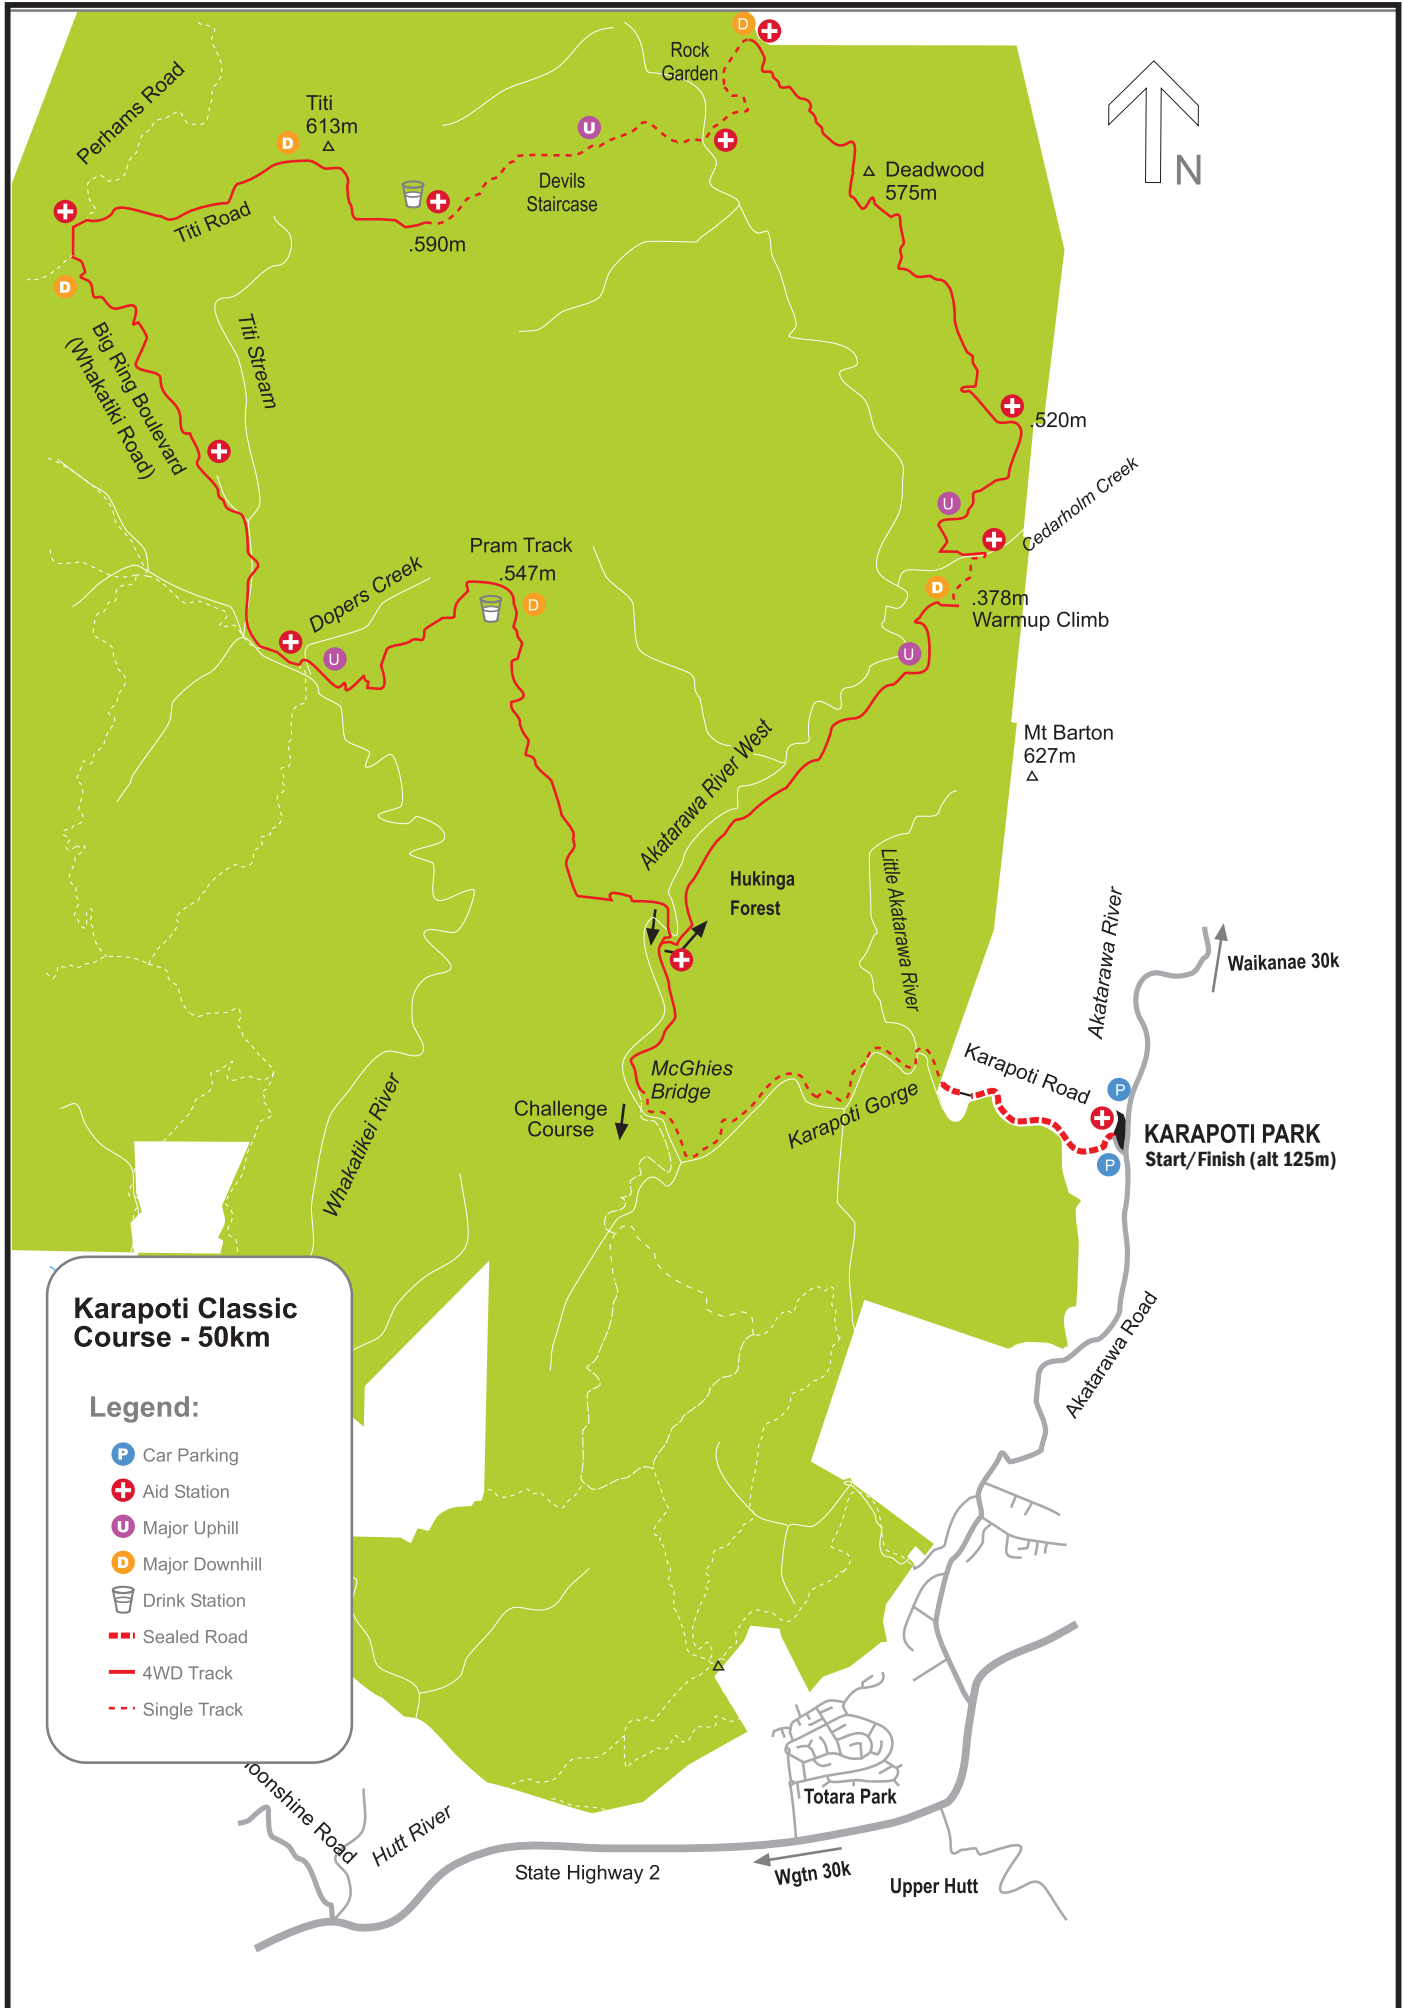 D
Rock
Garden
Perhams Road
Titi
613m
D
U
N
Deadwood
575m
Devils
Staircase
Titi Road
.590m
D
Big Ring Boulevard
(Whakatiki Road)
Titi Stream
.520m
U
Cedarholm Creek
Pram Track
.547m
D
Dopers Creek
U
D
.378m
Warmup Climb
U
Mt Barton
627m
Akatarawa River West
Hukinga
Forest
Little Akatarawa River
Akatarawa River
Waikanae 30k
McGhies
Bridge
Karapoti Road
P
Challenge
Course
Karapoti Gorge
KARAPOTI PARK
Start/Finish (alt 125m)
P
Whakatikei River
Akatarawa Road
Karapoti Classic
Course - 50km
Legend:
P Car Parking
Aid Station
U Major Uphill
D Major Downhill
Drink Station
Sealed Road
4WD Track
Single Track
oonshine Road
Hutt River
Totara Park
State Highway 2
Wgtn 30k
Upper Hutt